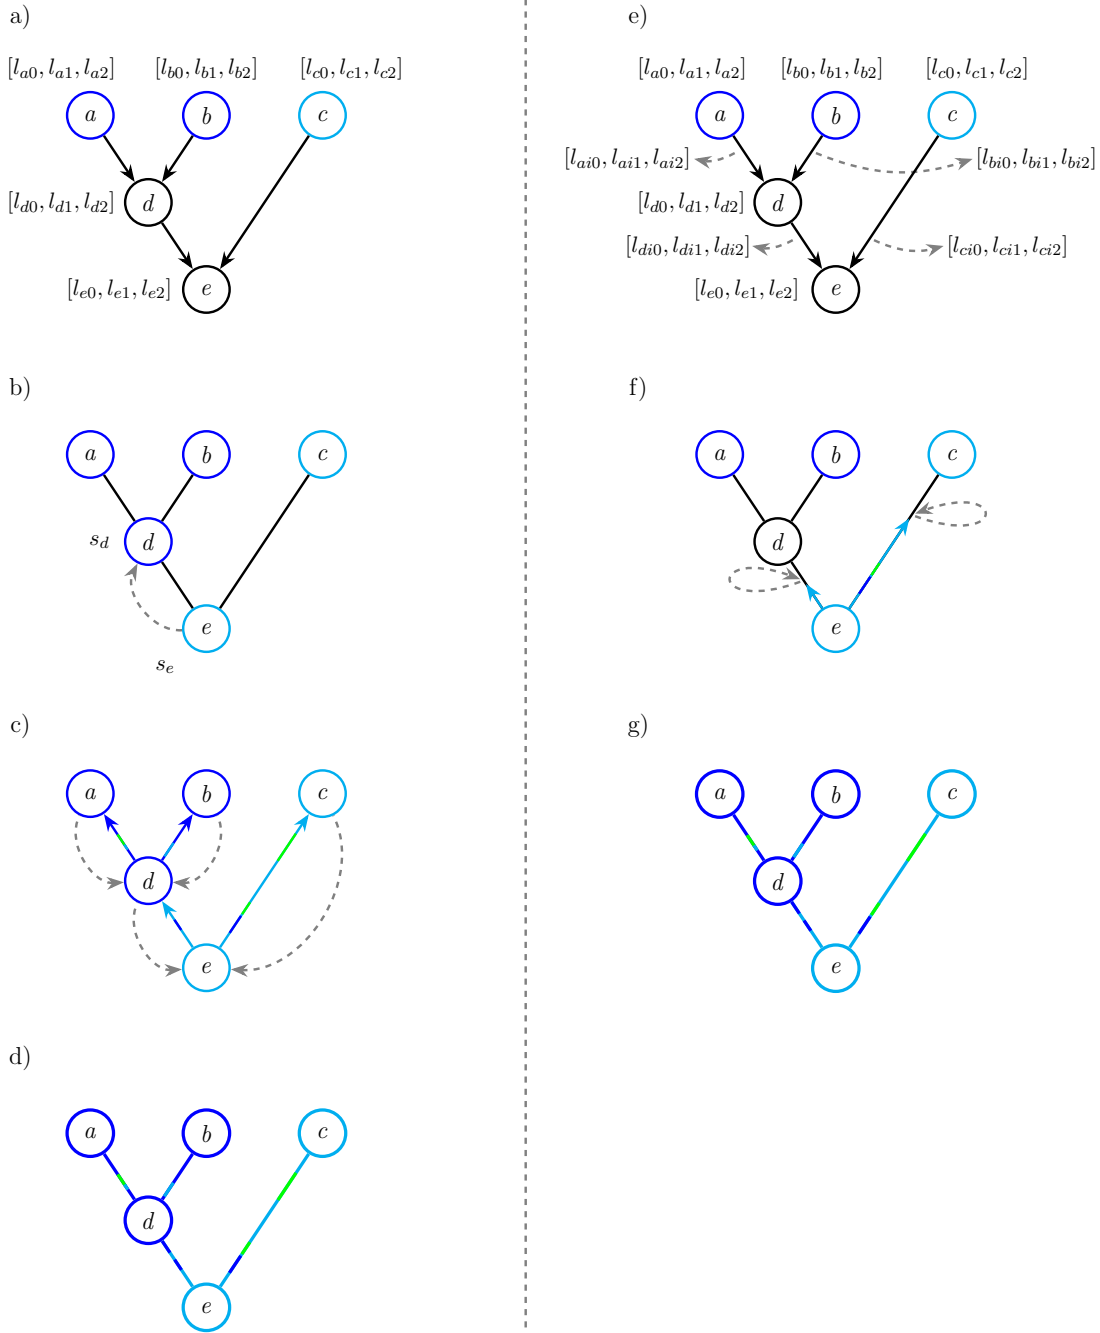 a)
[l_{a0}, l_{a1}, l_{a2}] [l_{b0}, l_{b1}, l_{b2}] [l_{c0}, l_{c1}, l_{c2}]
a b c
[l_{d0}, l_{d1}, l_{d2}] d
[l_{e0}, l_{e1}, l_{e2}] e
b)
a b c
s_d d
e
s_e
c)
a b c
d
e
d)
a b c
d
e
e)
[l_{a0}, l_{a1}, l_{a2}] [l_{b0}, l_{b1}, l_{b2}] [l_{c0}, l_{c1}, l_{c2}]
a b c
[l_{ai0}, l_{ai1}, l_{ai2}] [l_{bi0}, l_{bi1}, l_{bi2}]
[l_{d0}, l_{d1}, l_{d2}] d
[l_{di0}, l_{di1}, l_{di2}] [l_{ci0}, l_{ci1}, l_{ci2}]
[l_{e0}, l_{e1}, l_{e2}] e
f)
a b c
d
e
g)
a b c
d
e